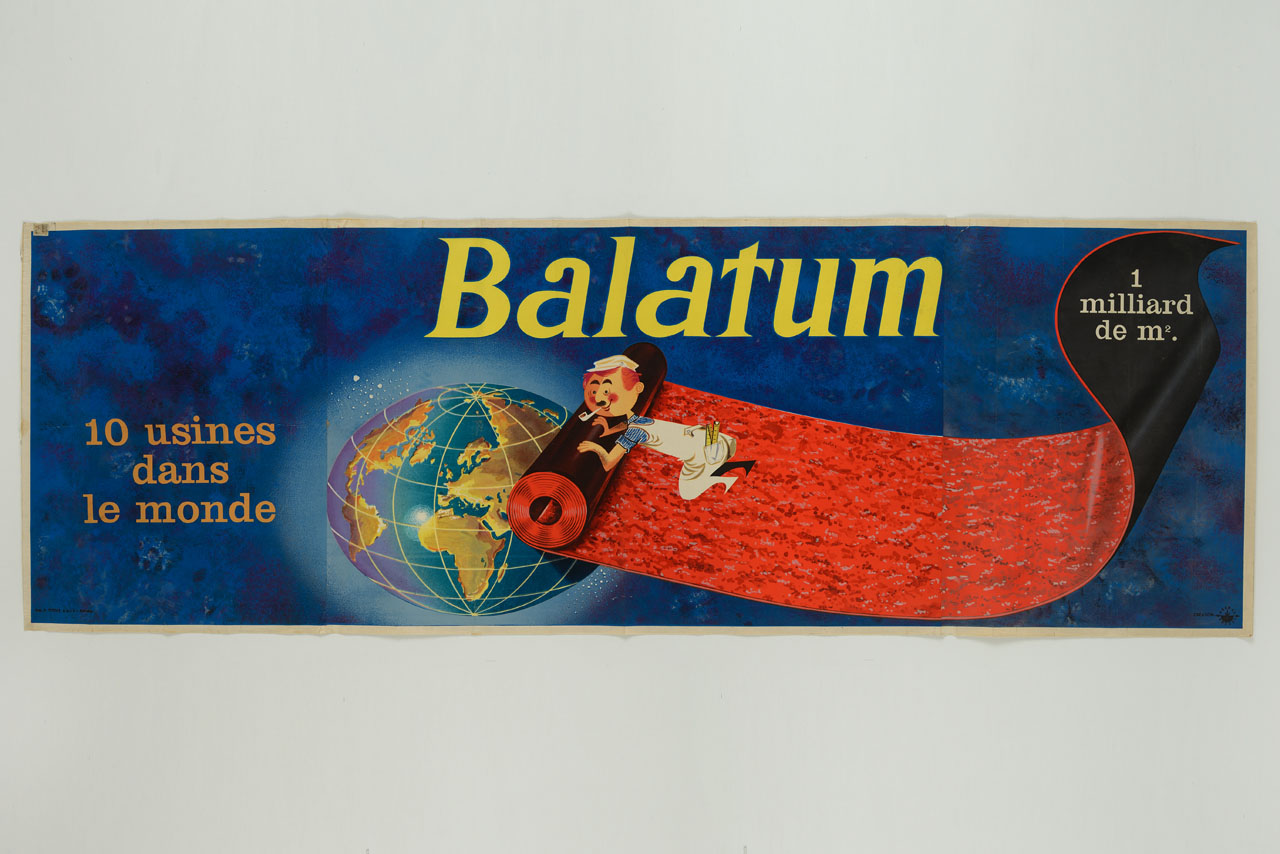 Balatum
1
milliard
de m².
10 usines
dans
le monde